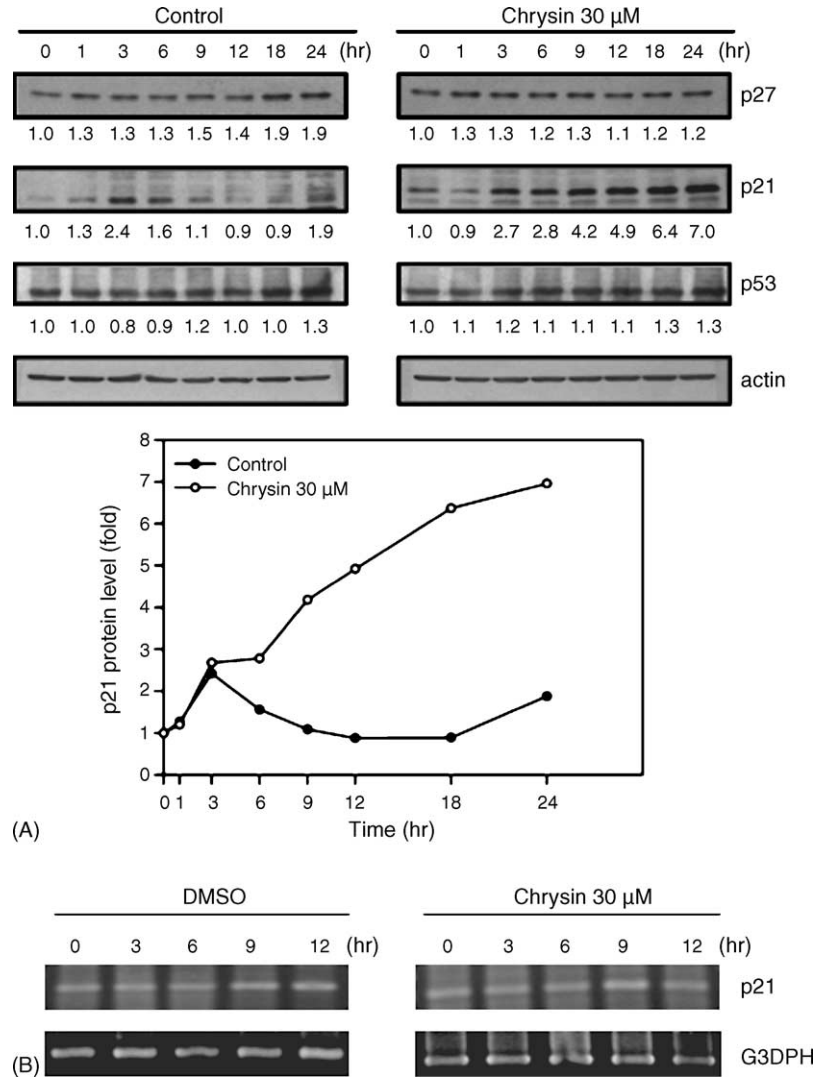 Control Chrysin 30 μM
0 1 3 6 9 12 18 24 (hr) 0 1 3 6 9 12 18 24 (hr)
p27
1.0 1.3 1.3 1.3 1.5 1.4 1.9 1.9 1.0 1.3 1.3 1.2 1.3 1.1 1.2 1.2
p21
1.0 1.3 2.4 1.6 1.1 0.9 0.9 1.9 1.0 0.9 2.7 2.8 4.2 4.9 6.4 7.0
p53
1.0 1.0 0.8 0.9 1.2 1.0 1.0 1.3 1.0 1.1 1.2 1.1 1.1 1.1 1.3 1.3
actin
8
7
6
5
4
3
2
1
0
p21 protein level (fold)
Control
Chrysin 30 μM
0 1 3 6 9 12 18 24
Time (hr)
(A)
DMSO Chrysin 30 μM
0 3 6 9 12 (hr) 0 3 6 9 12 (hr)
p21
(B) G3DPH